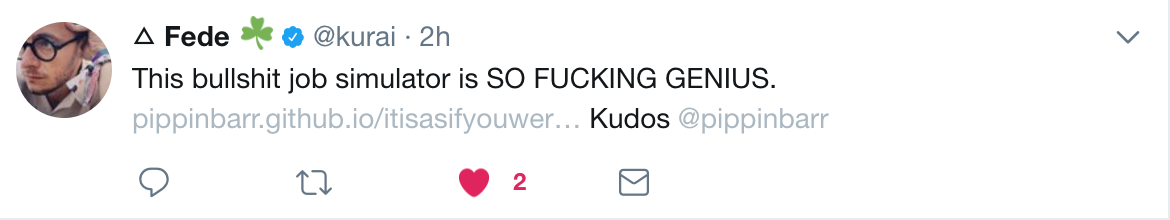 △ Fede ☘️ @kurai · 2h
This bullshit job simulator is SO FUCKING GENIUS.
pippinbarr.github.io/itisasifyouwer… Kudos @pippinbarr
2